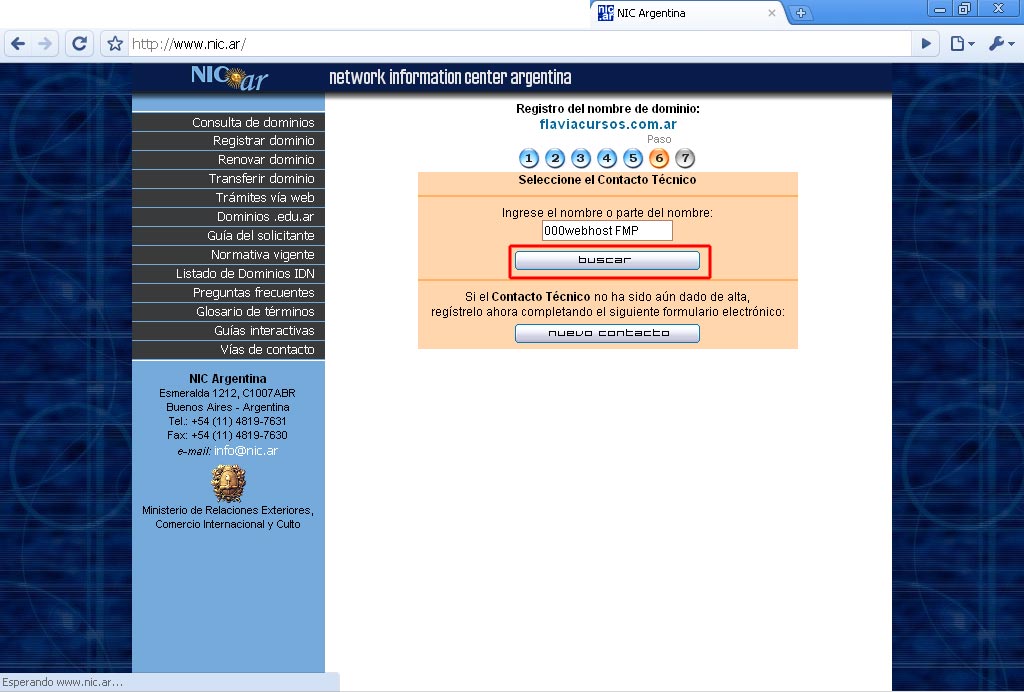 NIC Argentina
http://www.nic.ar/
NIC ar
network information center argentina
Consulta de dominios
Registrar dominio
Renovar dominio
Transferir dominio
Trámites vía web
Dominios .edu.ar
Guía del solicitante
Normativa vigente
Listado de Dominios IDN
Preguntas frecuentes
Glosario de términos
Guías interactivas
Vías de contacto
NIC Argentina
Esmeralda 1212, C1007ABR
Buenos Aires - Argentina
Tel.: +54 (11) 4819-7631
Fax: +54 (11) 4819-7630
e-mail: info@nic.ar
Ministerio de Relaciones Exteriores,
Comercio Internacional y Culto
Registro del nombre de dominio:
flaviacursos.com.ar
Paso
1 2 3 4 5 6 7
Seleccione el Contacto Técnico
Ingrese el nombre o parte del nombre:
000webhost FMP
buscar
Si el Contacto Técnico no ha sido aún dado de alta,
regístrelo ahora completando el siguiente formulario electrónico:
nuevo contacto
Esperando www.nic.ar...